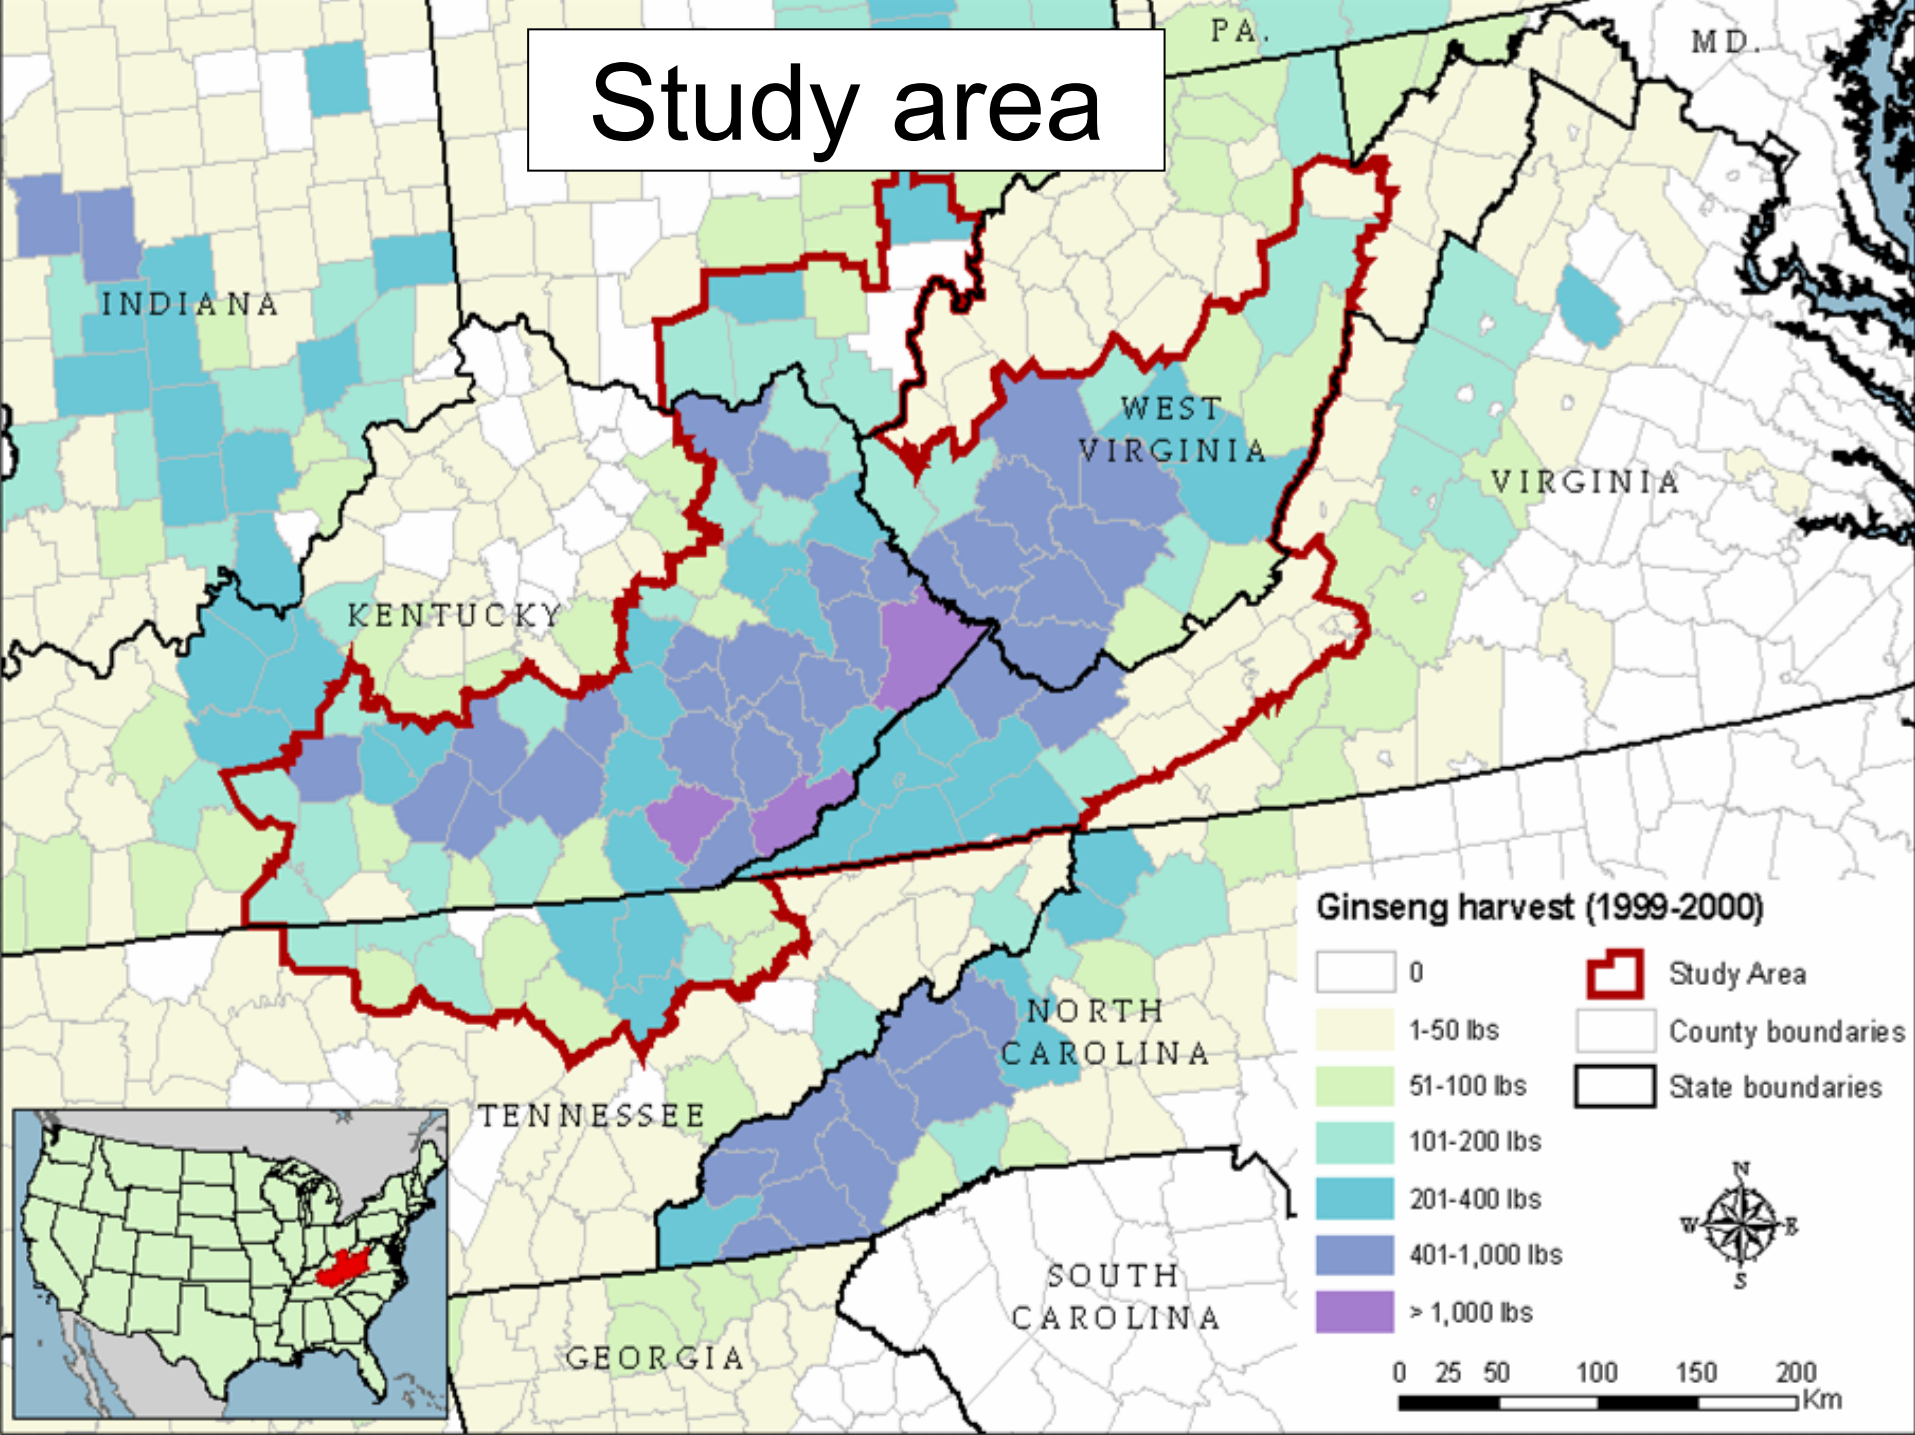 Study area
PA.
MD.
INDIANA
WEST
VIRGINIA
VIRGINIA
KENTUCKY
NORTH
CAROLINA
TENNESSEE
SOUTH
CAROLINA
GEORGIA
Ginseng harvest (1999-2000)
0
1-50 lbs
51-100 lbs
101-200 lbs
201-400 lbs
401-1,000 lbs
> 1,000 lbs
Study Area
County boundaries
State boundaries
N
W E
S
0 25 50 100 150 200
Km